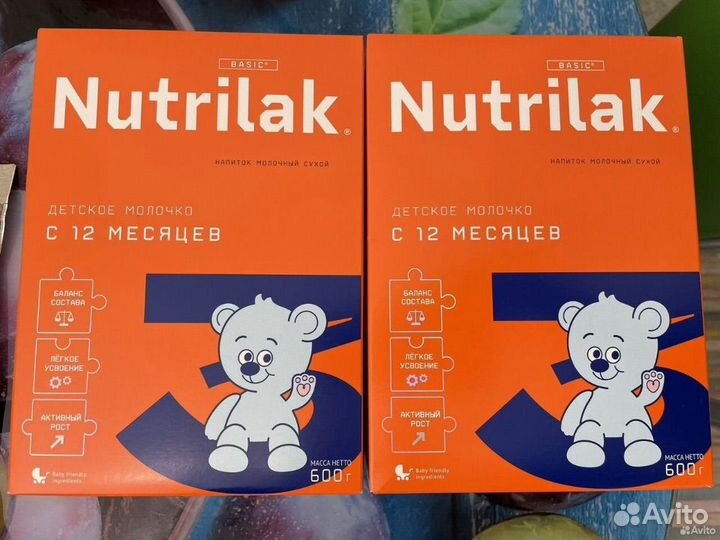 BASIC®
Nutrilak®
НАПИТОК МОЛОЧНЫЙ СУХОЙ
ДЕТСКОЕ МОЛОЧКО
С 12 МЕСЯЦЕВ
3
БАЛАНС
СОСТАВА
ЛЁГКОЕ
УСВОЕНИЕ
АКТИВНЫЙ
РОСТ
Baby friendly
ingredients
МАССА НЕТТО
600 г
BASIC®
Nutrilak®
НАПИТОК МОЛОЧНЫЙ СУХОЙ
ДЕТСКОЕ МОЛОЧКО
С 12 МЕСЯЦЕВ
3
БАЛАНС
СОСТАВА
ЛЁГКОЕ
УСВОЕНИЕ
АКТИВНЫЙ
РОСТ
Baby friendly
ingredients
МАССА НЕТТО
600 г
Avito
Avito